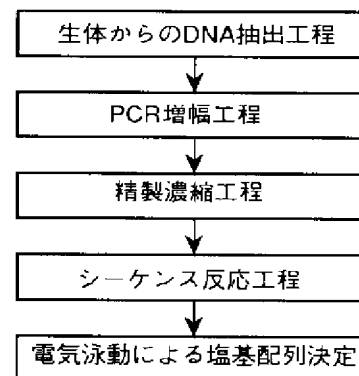 生体からのDNA抽出工程
PCR増幅工程
精製濃縮工程
シーケンス反応工程
電気泳動による塩基配列決定